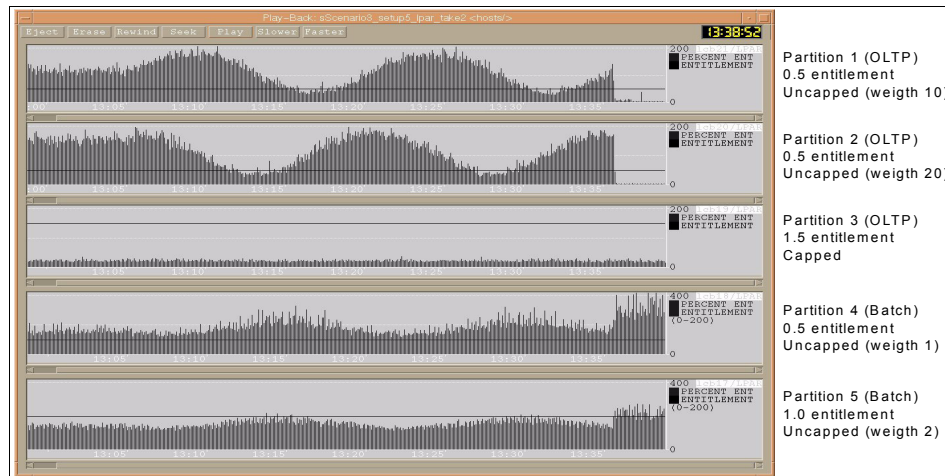 Play-Back: sScenario3_setup5_lpar_take2 <hosts/>
Eject Erase Rewind Seek Play Slower Faster
13:38:52
200
PERCENT ENT
ENTITLEMENT
0
:00 13:05 13:10 13:15 13:20 13:25 13:30 13:35
Partition 1 (OLTP)
0.5 entitlement
Uncapped (weigth 10)
200
PERCENT ENT
ENTITLEMENT
0
:00 13:05 13:10 13:15 13:20 13:25 13:30 13:35
Partition 2 (OLTP)
0.5 entitlement
Uncapped (weigth 20)
200
PERCENT ENT
ENTITLEMENT
0
13:05 13:10 13:15 13:20 13:25 13:30 13:35
Partition 3 (OLTP)
1.5 entitlement
Capped
400
PERCENT ENT
ENTITLEMENT
(0-200)
0
13:05 13:10 13:15 13:20 13:25 13:30 13:35
Partition 4 (Batch)
0.5 entitlement
Uncapped (weigth 1)
400
PERCENT ENT
ENTITLEMENT
(0-200)
0
13:05 13:10 13:15 13:20 13:25 13:30 13:35
Partition 5 (Batch)
1.0 entitlement
Uncapped (weigth 2)